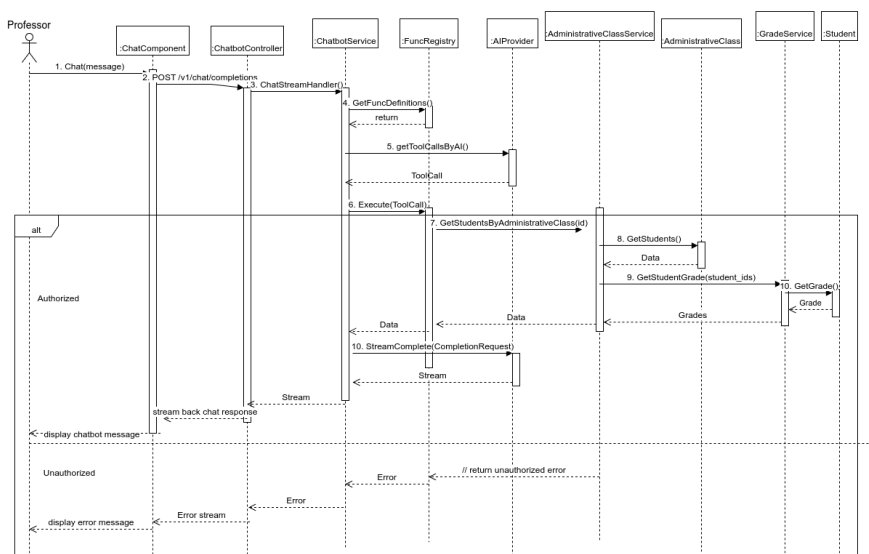 Professor
:ChatComponent
:ChatbotController
:ChatbotService
:FuncRegistry
:AIProvider
:AdministrativeClassService
:AdministrativeClass
:GradeService
:Student
1. Chat(message)
2. POST /v1/chat/completions
3. ChatStreamHandler()
4. GetFuncDefinitions()
return
5. getToolCallsByAI()
ToolCall
6. Execute(ToolCall)
7. GetStudentsByAdministrativeClass(id)
alt
8. GetStudents()
Data
9. GetStudentGrade(student_ids)
10. GetGrade()
Authorized
Grade
Grades
Data
Data
10. StreamComplete(CompletionRequest)
Stream
Stream
stream back chat response
display chatbot message
Unauthorized
// return unauthorized error
Error
Error
Error stream
display error message